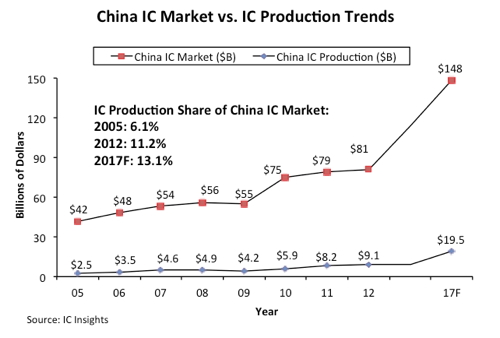 China IC Market vs. IC Production Trends
China IC Market ($B) China IC Production ($B)
IC Production Share of China IC Market:
2005: 6.1%
2012: 11.2%
2017F: 13.1%
Billions of Dollars
150
120
90
60
30
0
$42 $48 $54 $56 $55 $75 $79 $81 $148
$2.5 $3.5 $4.6 $4.9 $4.2 $5.9 $8.2 $9.1 $19.5
05 06 07 08 09 10 11 12 17F
Year
Source: IC Insights